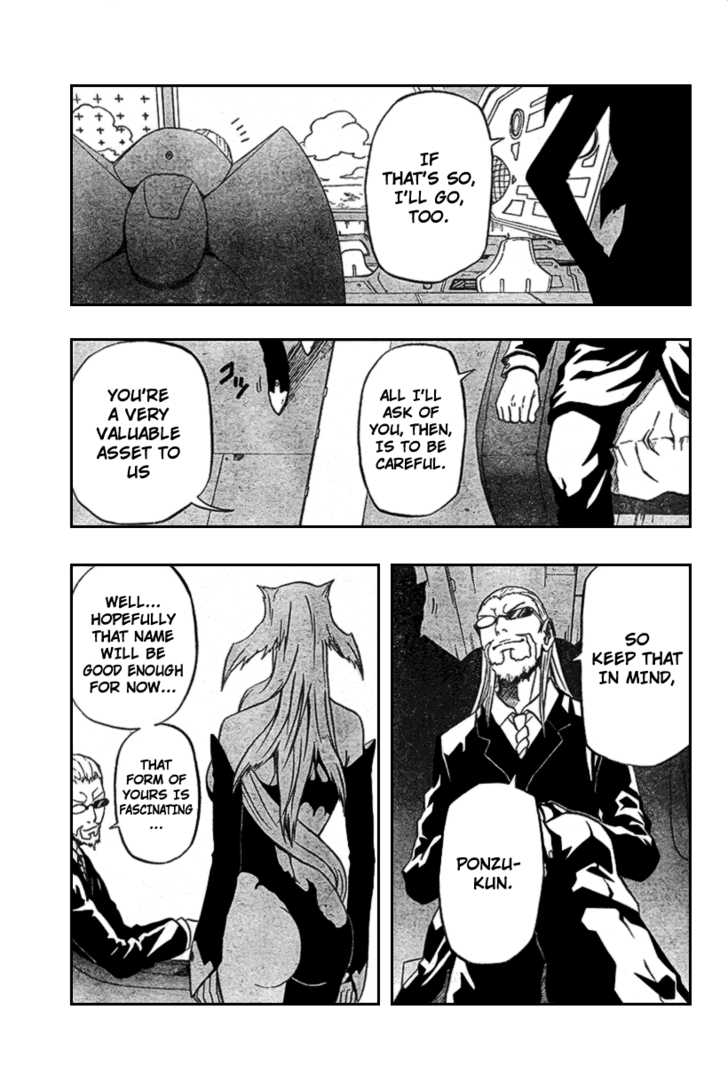 IF
THAT'S SO,
I'LL GO,
TOO.
ALL I'LL
ASK OF
YOU, THEN,
IS TO BE
CAREFUL.
YOU'RE
A VERY
VALUABLE
ASSET TO
US
SO
KEEP THAT
IN MIND,
PONZU-
KUN.
WELL...
HOPEFULLY
THAT NAME
WILL BE
GOOD ENOUGH
FOR NOW...
THAT
FORM OF
YOURS IS
FASCINATING
...